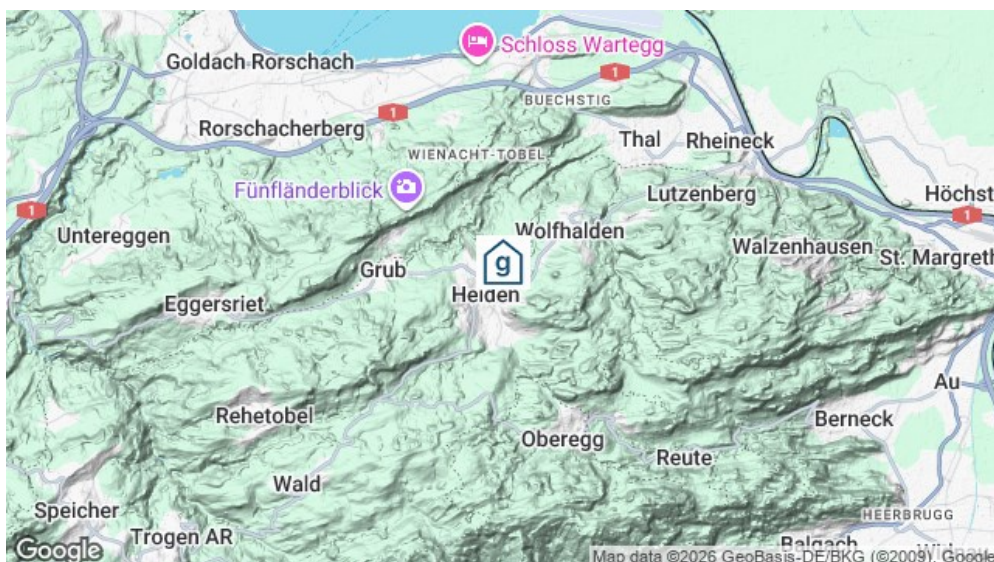 Schloss Wartegg
Goldach Rorschach
1
BUECHSTIG
1
Rorschacherberg
Thal
Rheineck
WIENACHT-TOBEL
Fünfländerblick
Lutzenberg
Höchst
1
1
Untereggen
Wolfhalden
Walzenhausen
St. Margreth
g
Grub
Heiden
Eggersriet
Au
Rehetobel
Berneck
Oberegg
Reute
Wald
Speicher
HEERBRUGG
Trogen AR
Balgach
Widnau
Google
Map data ©2026 GeoBasis-DE/BKG (©2009), Google